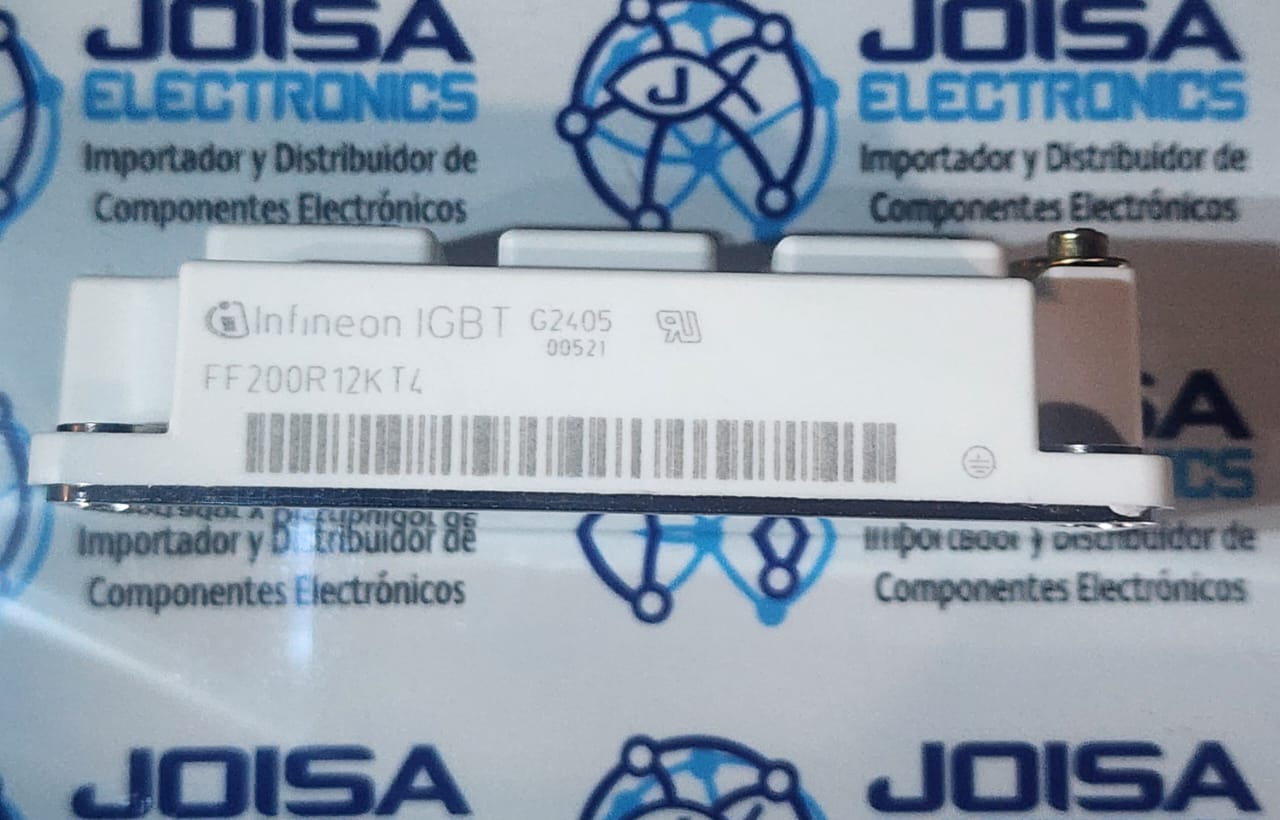 JOISA
ELECTRONICS
Importador y Distribuidor de
Componentes Electrónicos
J
JOISA
ELECTRONICS
Importador y Distribuidor de
Componentes Electrónicos
Infineon IGBT G2405
00521
FF200R12KT4
Importador y Distribuidor de
Componentes Electrónicos
Componentes Electrónicos
JOISA
JOISA